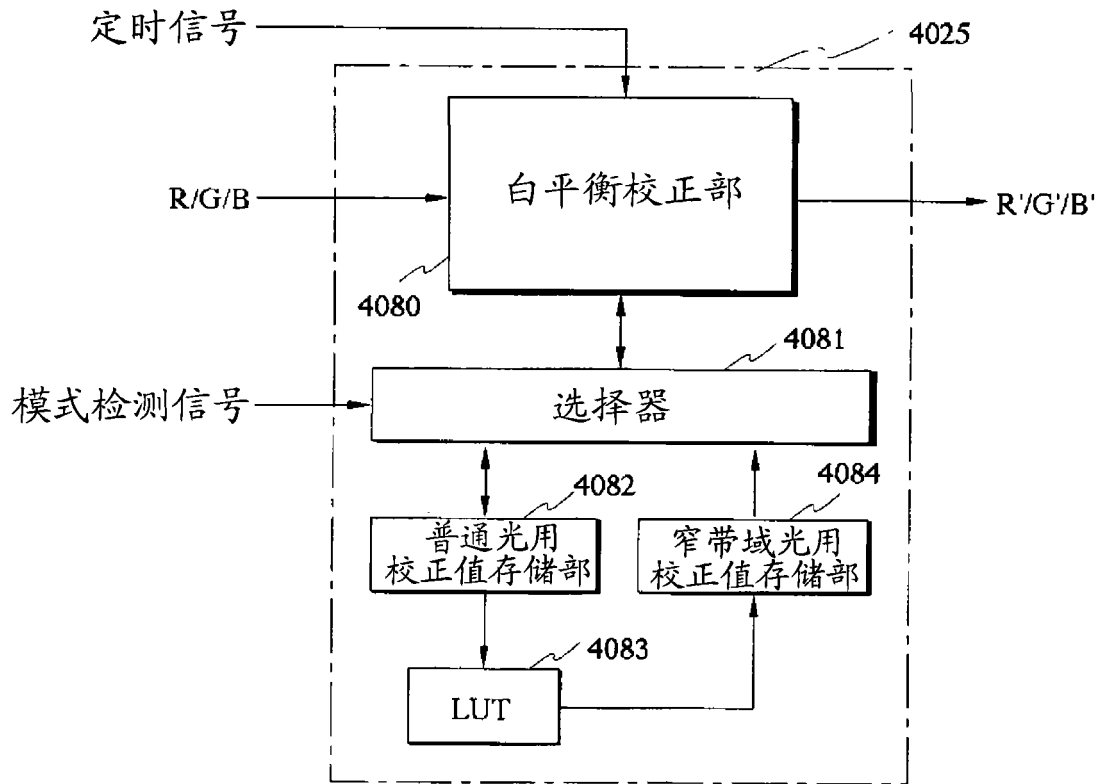 定时信号
4025
白平衡校正部
R/G/B
R'/G'/B'
4080
4081
模式检测信号
选择器
4082
4084
普通光用
校正值存储部
窄带域光用
校正值存储部
4083
LUT